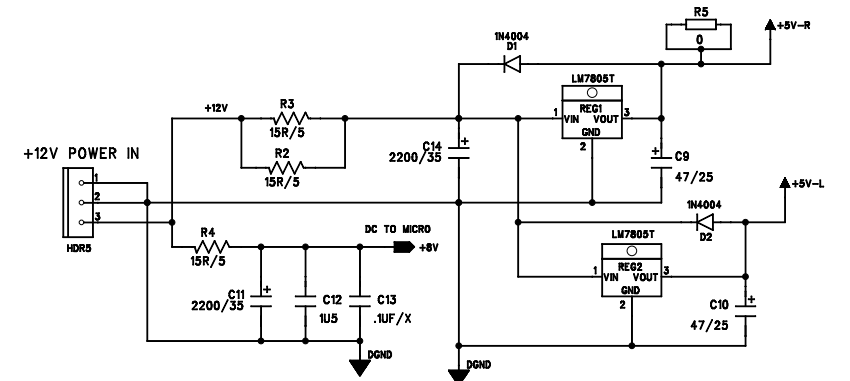 R5
0
+5V-R
1N4004
D1
LM7805T
REG1
1
VIN
VOUT
3
GND
2
+12V
R3
15R/5
R2
15R/5
C14
2200/35
+
+
C9
47/25
+12V POWER IN
1
2
3
HDR5
+5V-L
1N4004
D2
R4
15R/5
DC TO MICRO
+8V
LM7805T
REG2
1
VIN
VOUT
3
GND
2
C11
2200/35
+
C12
1U5
C13
.1UF/X
C10
47/25
+
DGND
DGND